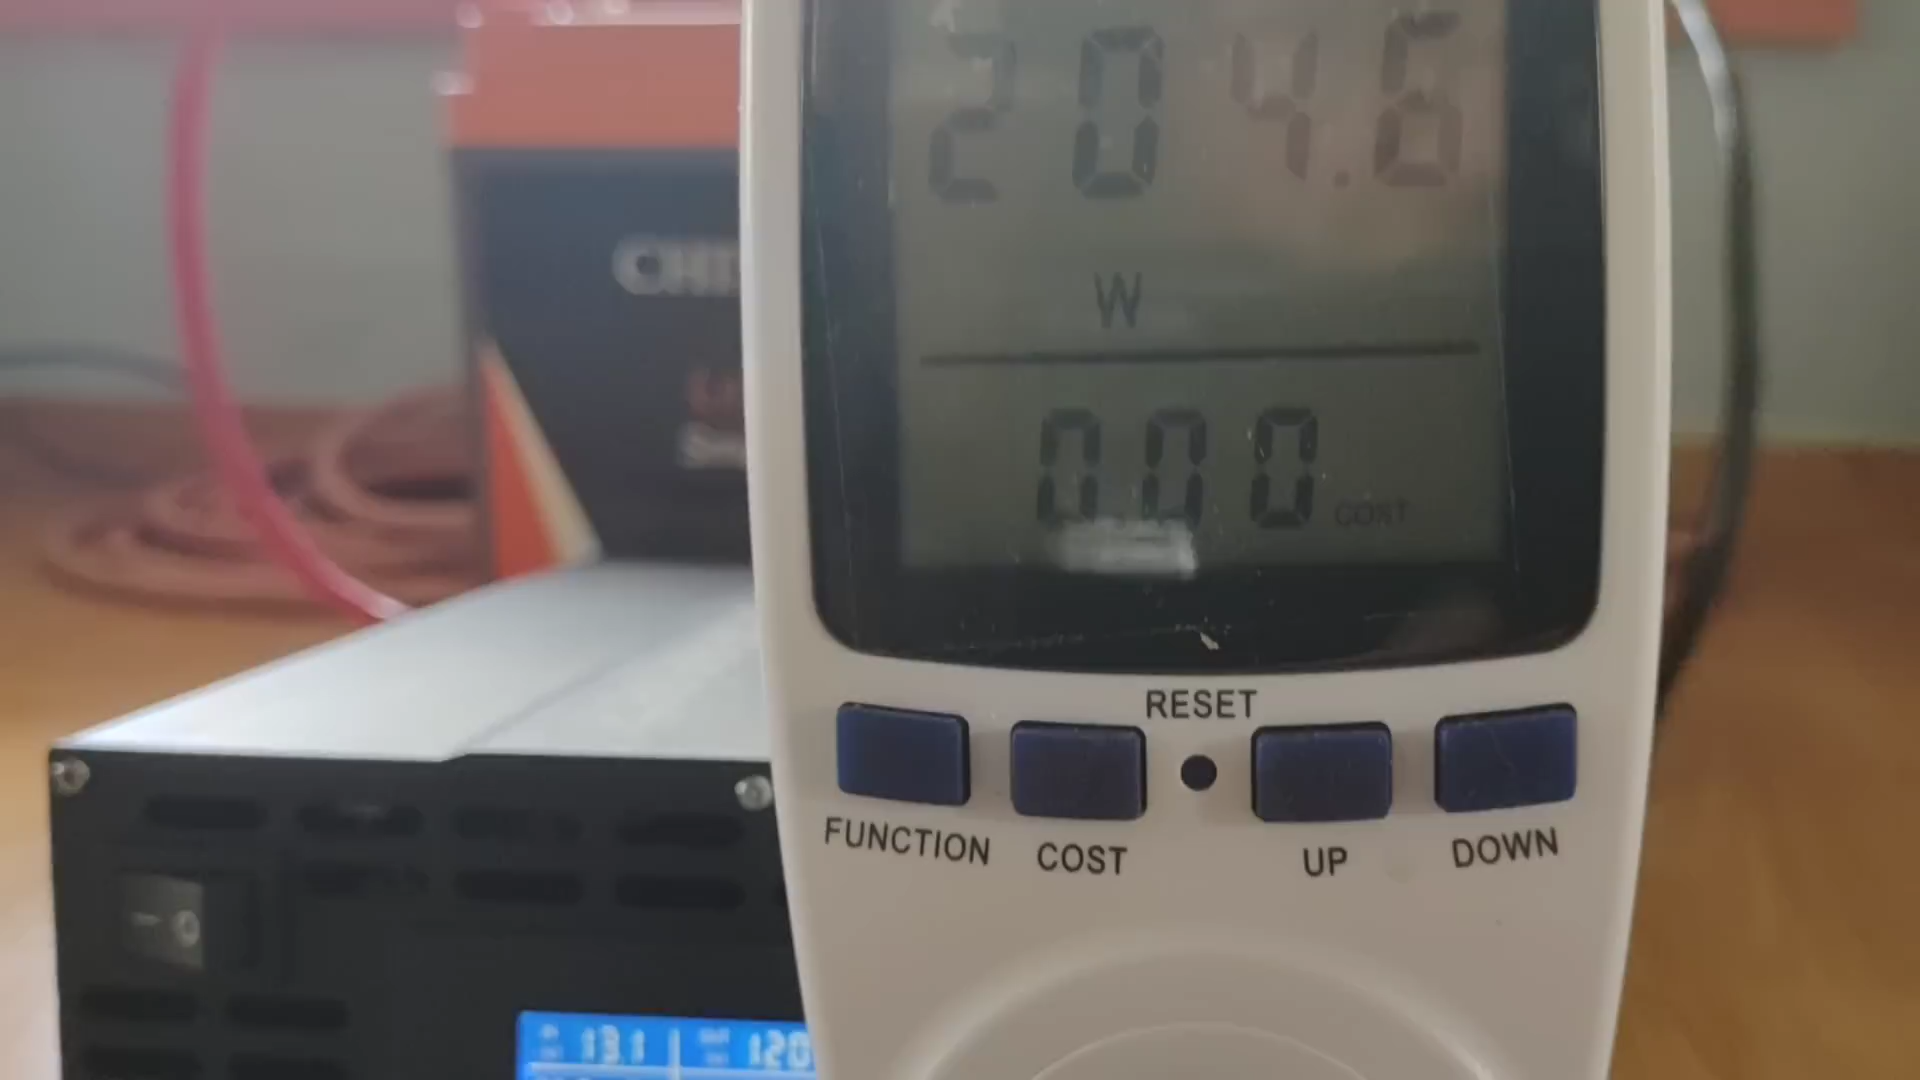 204.6
W
0.00 COST
RESET
FUNCTION COST UP DOWN
13.1 120